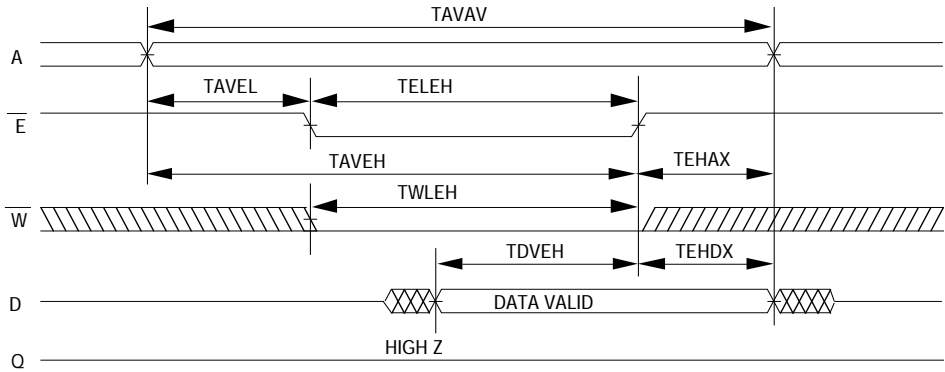 TAVAV
A
TAVEL TELEH
E
TAVEH TEHAX
W TWLEH
TDVEH TEHDX
D DATA VALID
HIGH Z
Q